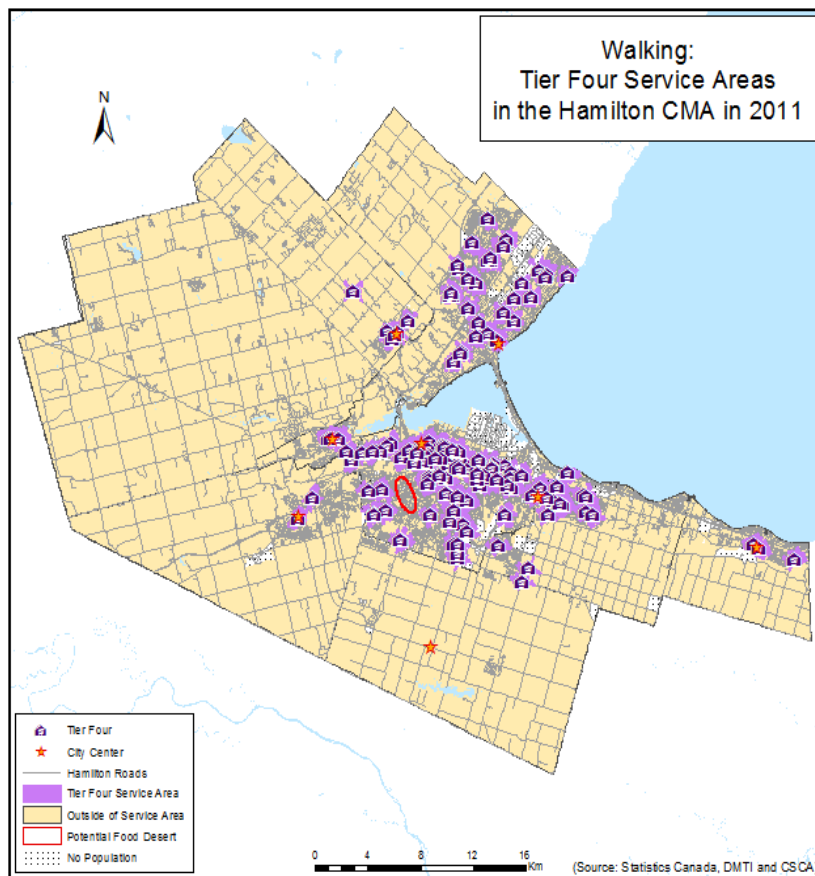 Walking:
Tier Four Service Areas
in the Hamilton CMA in 2011
N
Tier Four
City Center
Hamilton Roads
Tier Four Service Area
Outside of Service Area
Potential Food Desert
No Population
0 4 8 12 16
Km
(Source: Statistics Canada, DMTI and CSCA